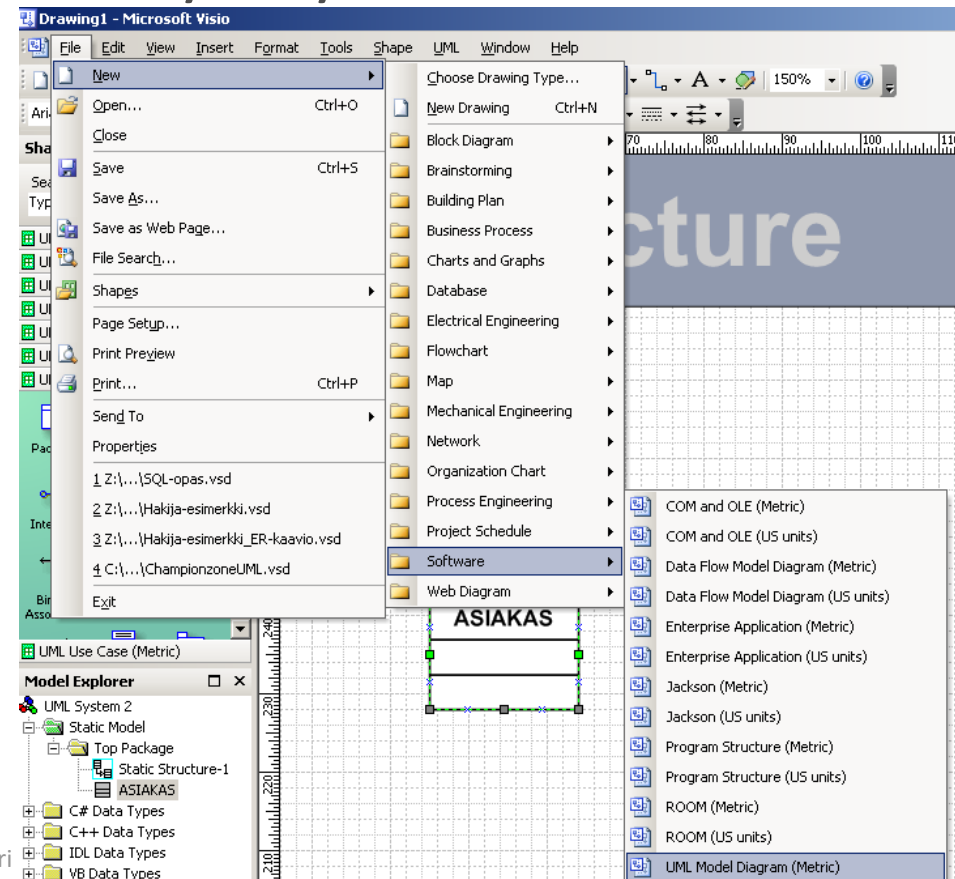 Drawing1 - Microsoft Visio
File Edit View Insert Format Tools Shape UML Window Help
New
Open... Ctrl+O
Close
Save Ctrl+S
Save As...
Save as Web Page...
File Search...
Shapes
Page Setup...
Print Preview
Print... Ctrl+P
Send To
Properties
1 Z:\...\SQL-opas.vsd
2 Z:\...\Hakija-esimerkki.vsd
3 Z:\...\Hakija-esimerkki_ER-kaavio.vsd
4 C:\...\ChampionzoneUML.vsd
Exit
Choose Drawing Type...
New Drawing Ctrl+N
Block Diagram
Brainstorming
Building Plan
Business Process
Charts and Graphs
Database
Electrical Engineering
Flowchart
Map
Mechanical Engineering
Network
Organization Chart
Process Engineering
Project Schedule
Software
Web Diagram
COM and OLE (Metric)
COM and OLE (US units)
Data Flow Model Diagram (Metric)
Data Flow Model Diagram (US units)
Enterprise Application (Metric)
Enterprise Application (US units)
Jackson (Metric)
Jackson (US units)
Program Structure (Metric)
Program Structure (US units)
ROOM (Metric)
ROOM (US units)
UML Model Diagram (Metric)
A 150%
70 80 90 100
cture
ASIAKAS
240
230
220
210
UML Use Case (Metric)
Model Explorer
UML System 2
Static Model
Top Package
Static Structure-1
ASIAKAS
C# Data Types
C++ Data Types
IDL Data Types
VB Data Types